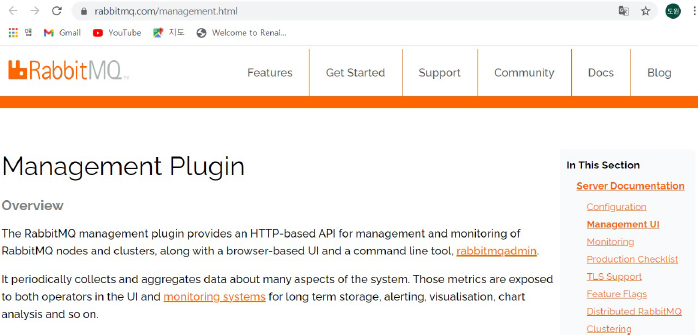 rabbitmq.com/management.html
도원
앱 Gmail YouTube 지도 Welcome to Renai...
RabbitMQ
Features Get Started Support Community Docs Blog
Management Plugin
Overview
The RabbitMQ management plugin provides an HTTP-based API for management and monitoring of
RabbitMQ nodes and clusters, along with a browser-based UI and a command line tool, rabbitmqadmin.
It periodically collects and aggregates data about many aspects of the system. Those metrics are exposed
to both operators in the UI and monitoring systems for long term storage, alerting, visualisation, chart
analysis and so on.
In This Section
Server Documentation
Configuration
Management UI
Monitoring
Production Checklist
TLS Support
Feature Flags
Distributed RabbitMQ
Clustering